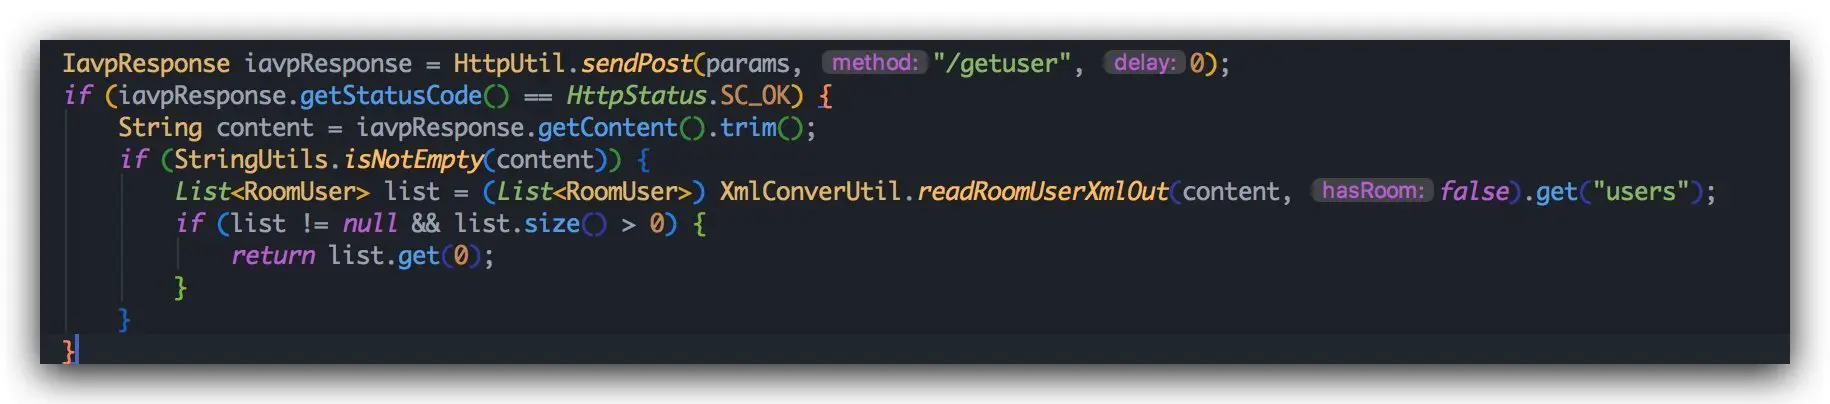 IavpResponse iavpResponse = HttpUtil.sendPost(params, method: "/getuser", delay: 0);
if (iavpResponse.getStatusCode() == HttpStatus.SC_OK) {
    String content = iavpResponse.getContent().trim();
    if (StringUtils.isNotEmpty(content)) {
        List<RoomUser> list = (List<RoomUser>) XmlConverUtil.readRoomUserXmlOut(content, hasRoom: false).get("users");
        if (list != null && list.size() > 0) {
            return list.get(0);
        }
    }
}